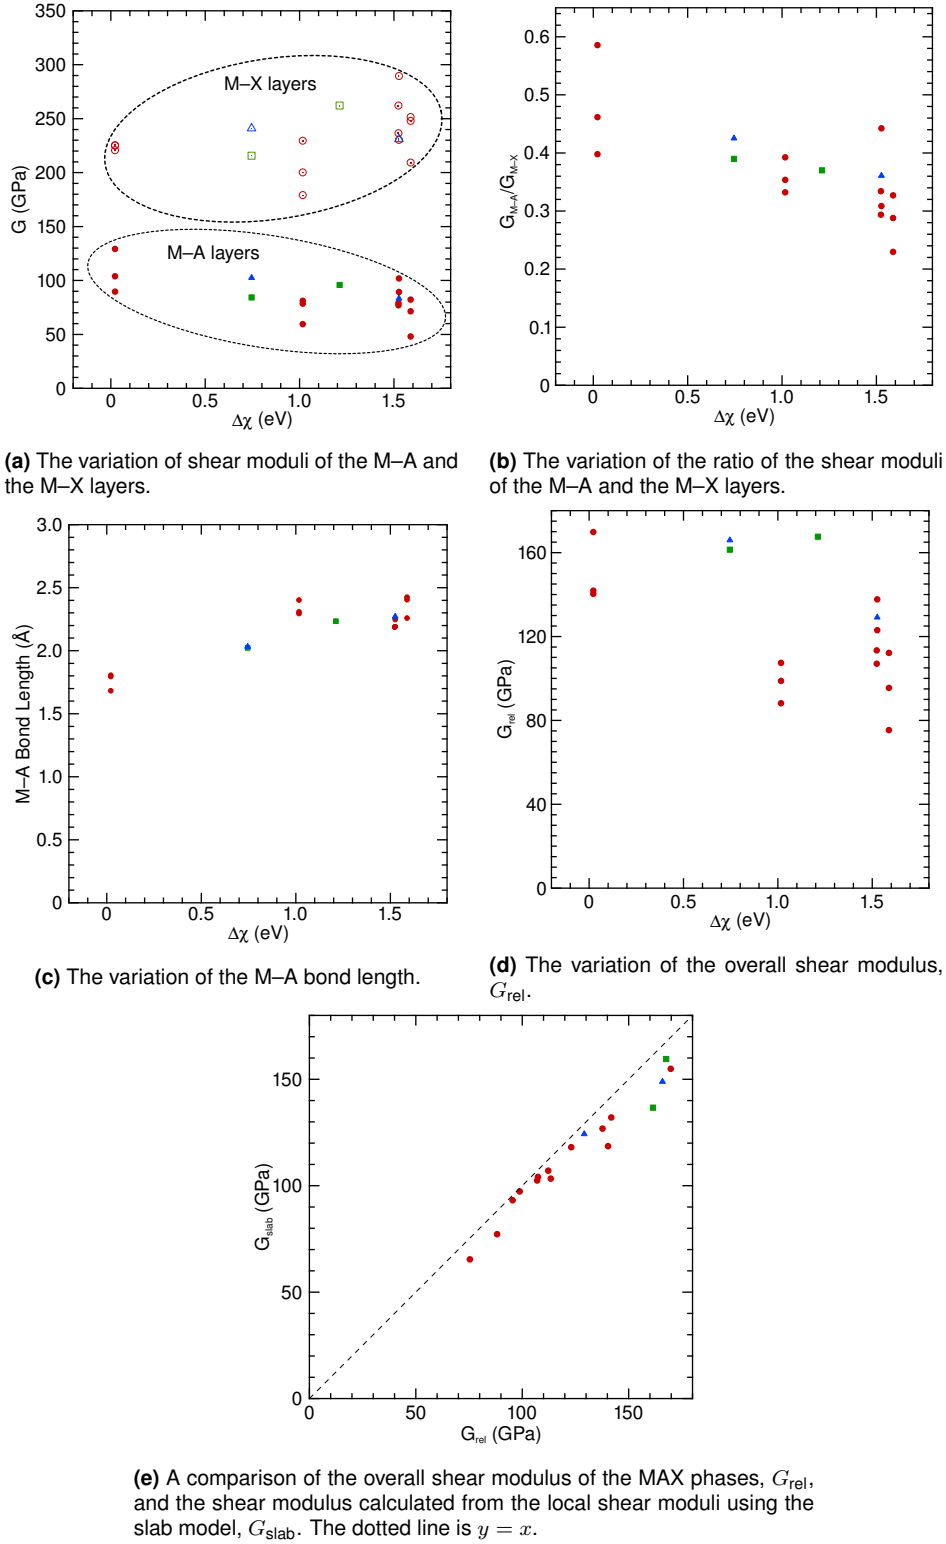 350
300
250
200
150
100
50
0
G (GPa)
M–X layers
M–A layers
0 0.5 1.0 1.5
Δχ (eV)
0.6
0.5
0.4
0.3
0.2
0.1
0
G_M–A/G_M–X
0 0.5 1.0 1.5
Δχ (eV)
(a) The variation of shear moduli of the M–A and
the M–X layers.
(b) The variation of the ratio of the shear moduli
of the M–A and the M–X layers.
3.0
2.5
2.0
1.5
1.0
0.5
0
M–A Bond Length (Å)
0 0.5 1.0 1.5
Δχ (eV)
160
120
80
40
0
G_rel (GPa)
0 0.5 1.0 1.5
Δχ (eV)
(c) The variation of the M–A bond length.
(d) The variation of the overall shear modulus,
G_rel.
150
100
50
0
G_slab (GPa)
0 50 100 150
G_rel (GPa)
(e) A comparison of the overall shear modulus of the MAX phases, G_rel,
and the shear modulus calculated from the local shear moduli using the
slab model, G_slab. The dotted line is y = x.